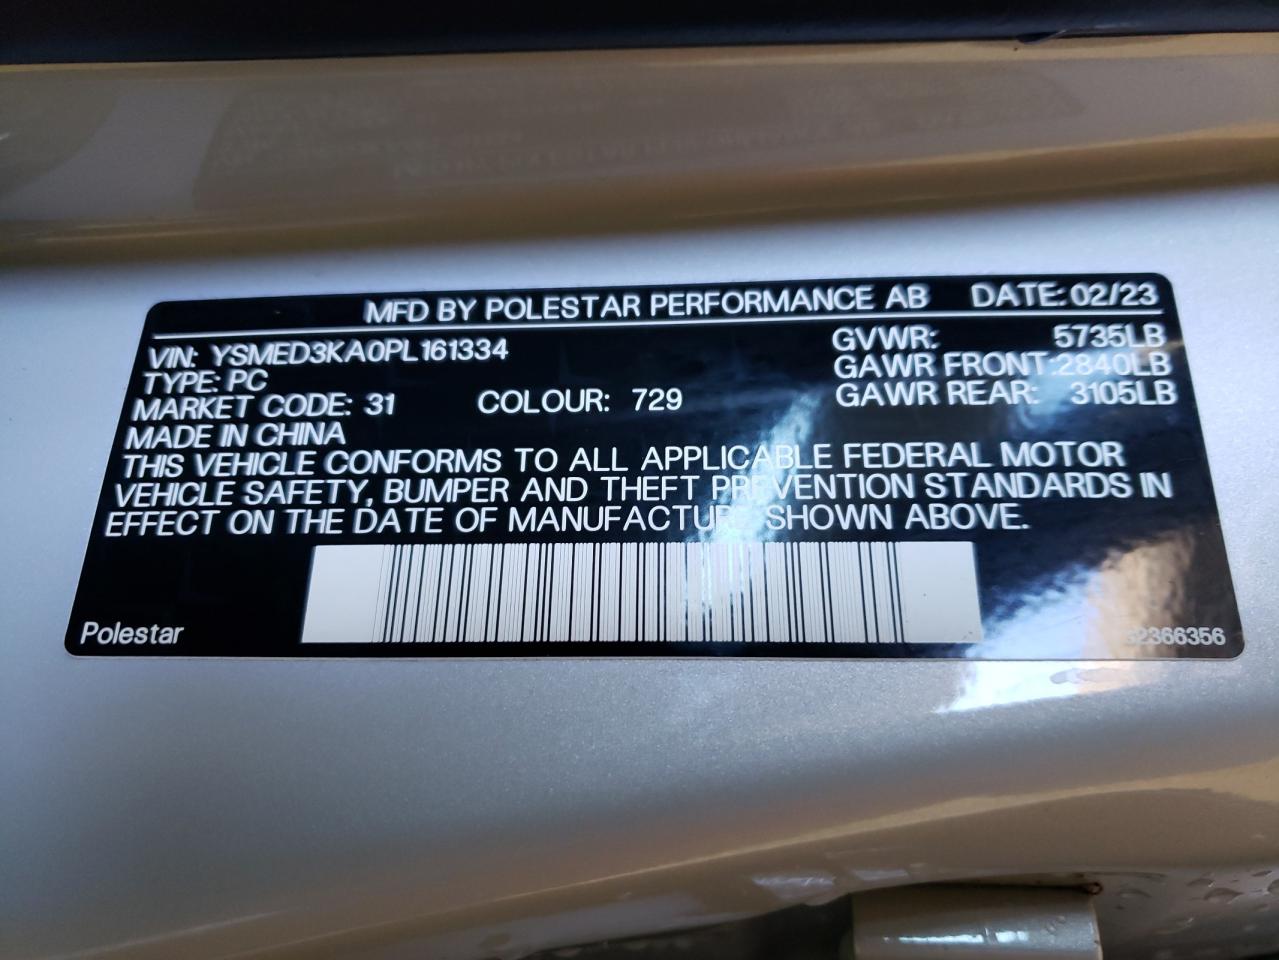 MFD BY POLESTAR PERFORMANCE AB DATE: 02/23
VIN: YSMED3KA0PL161334 GVWR: 5735LB
TYPE: PC GAWR FRONT: 2840LB
MARKET CODE: 31 COLOUR: 729 GAWR REAR: 3105LB
MADE IN CHINA
THIS VEHICLE CONFORMS TO ALL APPLICABLE FEDERAL MOTOR
VEHICLE SAFETY, BUMPER AND THEFT PREVENTION STANDARDS IN
EFFECT ON THE DATE OF MANUFACTURE SHOWN ABOVE.
Polestar